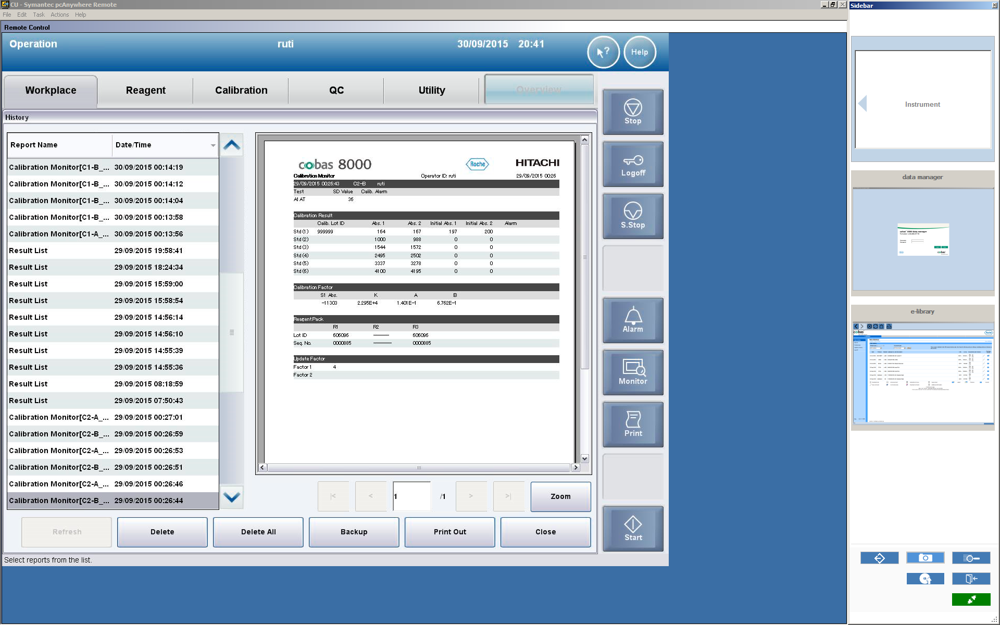 CU - Symantec pcAnywhere Remote
File Edit Task Actions Help
Remote Control
Operation ruti 30/09/2015 20:41
? Help
Workplace Reagent Calibration QC Utility Overview
History
Report Name Date/Time
Calibration Monitor[C1-B_... 30/09/2015 00:14:19
Calibration Monitor[C1-B_... 30/09/2015 00:14:12
Calibration Monitor[C1-B_... 30/09/2015 00:14:04
Calibration Monitor[C1-B_... 30/09/2015 00:13:58
Calibration Monitor[C1-A_... 30/09/2015 00:13:56
Result List 29/09/2015 19:58:41
Result List 29/09/2015 18:24:34
Result List 29/09/2015 15:59:00
Result List 29/09/2015 15:58:54
Result List 29/09/2015 14:56:14
Result List 29/09/2015 14:56:10
Result List 29/09/2015 14:55:39
Result List 29/09/2015 14:55:36
Result List 29/09/2015 08:18:59
Result List 29/09/2015 07:50:43
Calibration Monitor[C2-A_... 29/09/2015 00:27:01
Calibration Monitor[C2-B_... 29/09/2015 00:26:59
Calibration Monitor[C2-A_... 29/09/2015 00:26:53
Calibration Monitor[C2-B_... 29/09/2015 00:26:51
Calibration Monitor[C2-A_... 29/09/2015 00:26:46
Calibration Monitor[C2-B_... 29/09/2015 00:26:44
cobas 8000 Roche HITACHI
Calibration Monitor Operator ID: ruti 29/09/2015 00:26
29/09/2015 00:26:43 C2-B ruti
Test SD Value Calib. Alarm
A1AT 36
Calibration Result
Calib. Lot ID Abs. 1 Abs. 2 Initial Abs. 1 Initial Abs. 2 Alarm
Std (1) 999999 164 167 197 200
Std (2) 1000 988 0 0
Std (3) 1544 1572 0 0
Std (4) 2495 2502 0 0
Std (5) 3337 3278 0 0
Std (6) 4100 4195 0 0
Calibration Factor
S1 Abs. K A B
-11303 2.295E+4 1.401E-1 6.762E-1
Reagent Pack
R1 R2 R3
Lot ID 606096 ——— 606096
Seq. No. 0000885 ——— 0000885
Update Factor
Factor 1 4
Factor 2
|< < 1 /1 > >| Zoom
Refresh Delete Delete All Backup Print Out Close
Select reports from the list.
Stop
Logoff
S.Stop
Alarm
Monitor
Print
Start
Sidebar
Instrument
data manager
cobas 8000 data manager
cobas
e-library
cobas
Roche